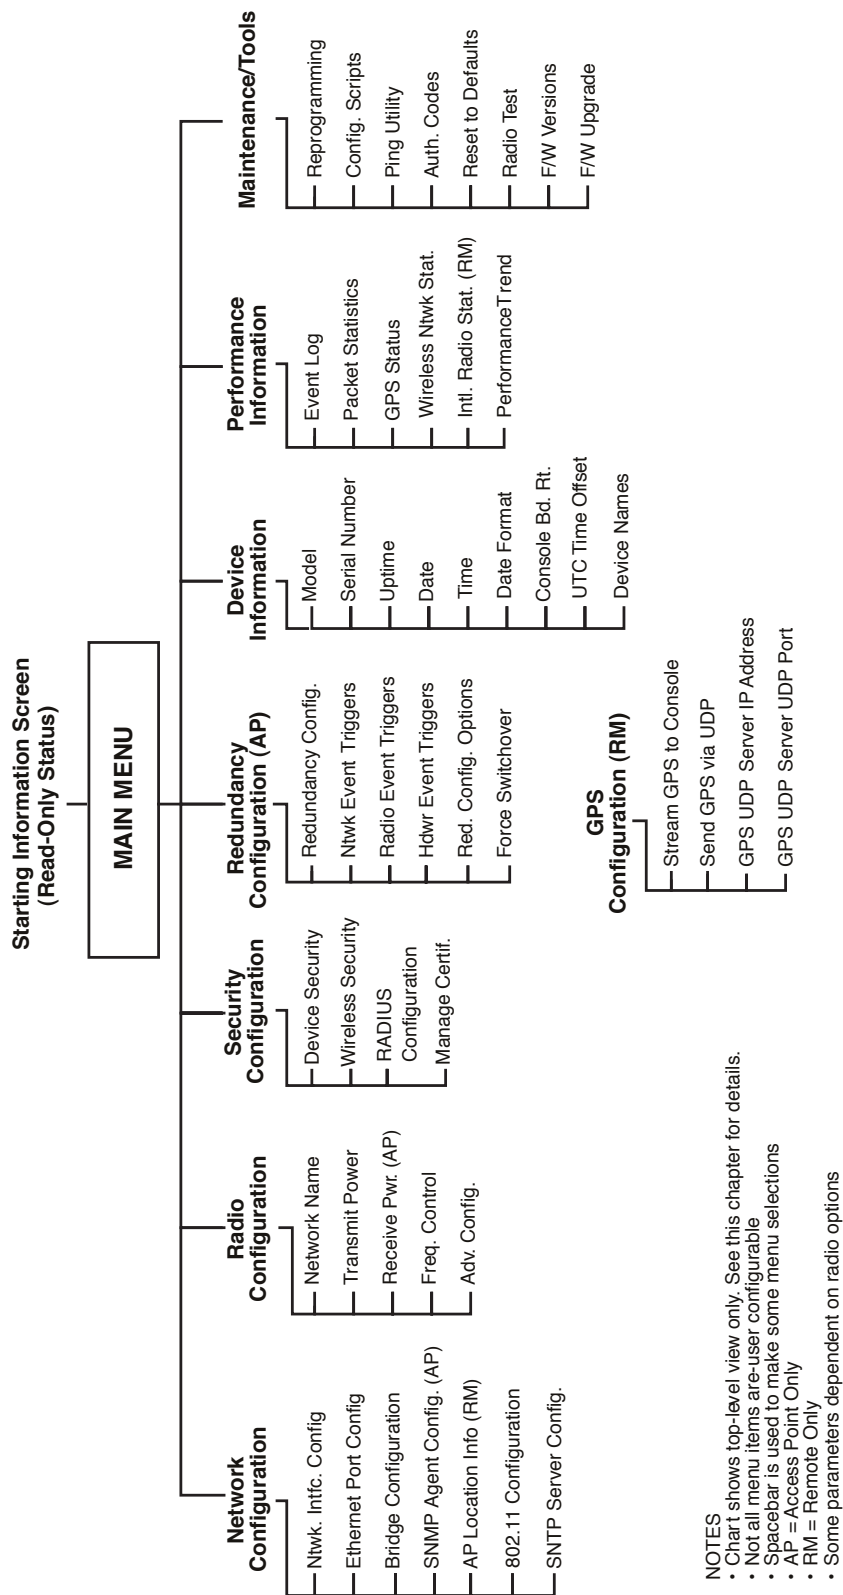 Starting Information Screen
(Read-Only Status)
MAIN MENU
Network
Configuration
Ntwk. Intfc. Config
Ethernet Port Config
Bridge Configuration
SNMP Agent Config. (AP)
AP Location Info (RM)
802.11 Configuration
SNTP Server Config.
Radio
Configuration
Network Name
Transmit Power
Receive Pwr. (AP)
Freq. Control
Adv. Config.
Security
Configuration
Device Security
Wireless Security
RADIUS
Configuration
Manage Certif.
Redundancy
Configuration (AP)
Redundancy Config.
Ntwk Event Triggers
Radio Event Triggers
Hdwr Event Triggers
Red. Config. Options
Force Switchover
GPS
Configuration (RM)
Stream GPS to Console
Send GPS via UDP
GPS UDP Server IP Address
GPS UDP Server UDP Port
Device
Information
Model
Serial Number
Uptime
Date
Time
Date Format
Console Bd. Rt.
UTC Time Offset
Device Names
Performance
Information
Event Log
Packet Statistics
GPS Status
Wireless Ntwk Stat.
Intl. Radio Stat. (RM)
PerformanceTrend
Maintenance/Tools
Reprogramming
Config. Scripts
Ping Utility
Auth. Codes
Reset to Defaults
Radio Test
F/W Versions
F/W Upgrade
NOTES
• Chart shows top-level view only. See this chapter for details.
• Not all menu items are-user configurable
• Spacebar is used to make some menu selections
• AP = Access Point Only
• RM = Remote Only
• Some parameters dependent on radio options